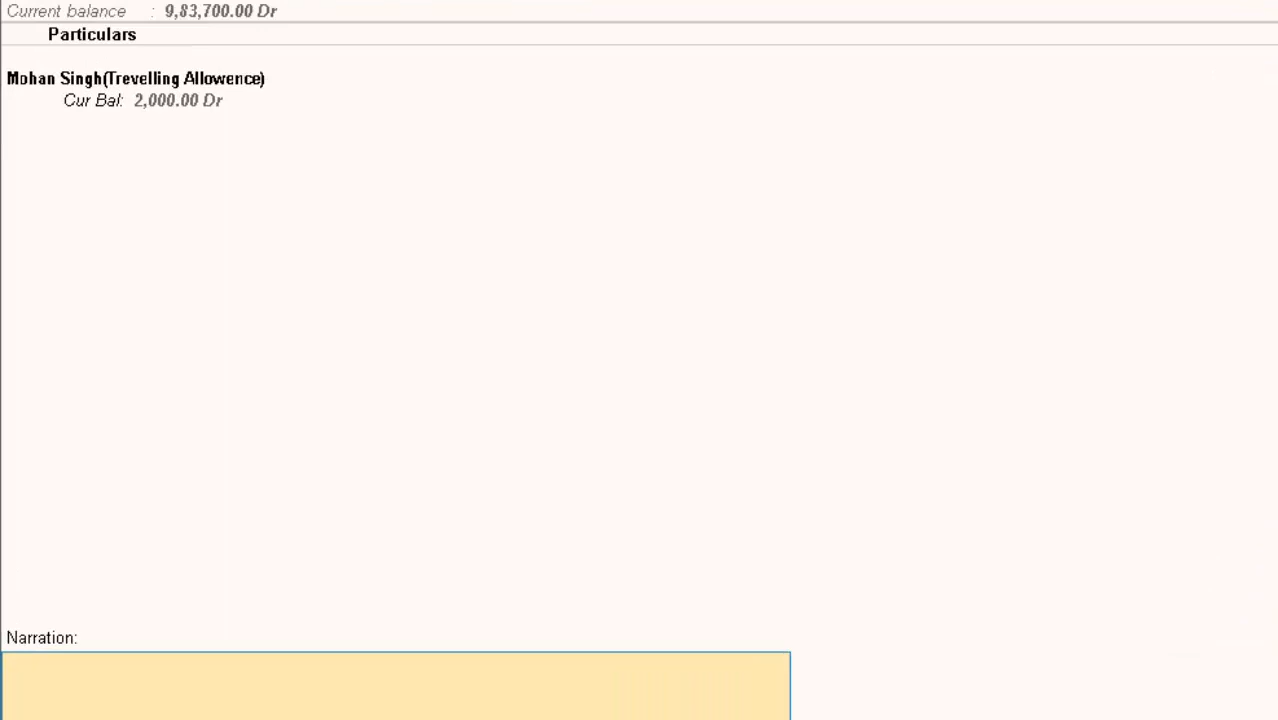 Current balance : 9,83,700.00 Dr
Particulars
Mohan Singh(Trevelling Allowence)
Cur Bal: 2,000.00 Dr
Narration: